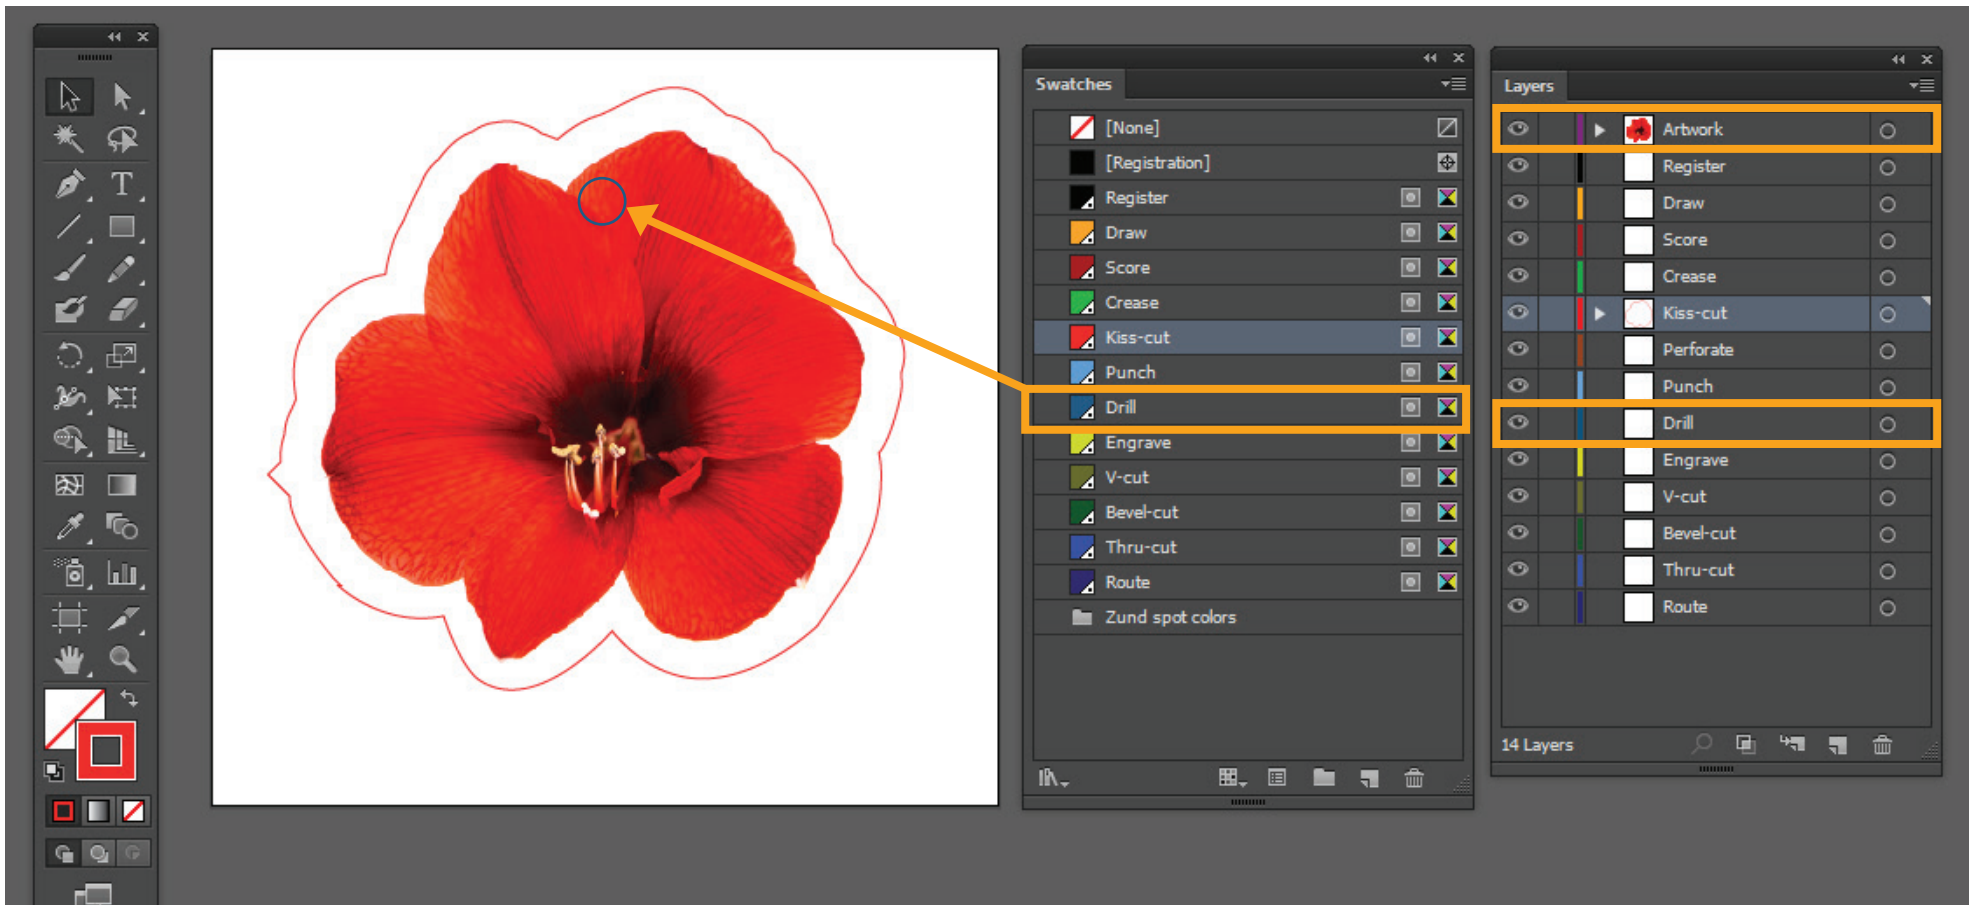 T
Swatches
[None]
[Registration]
Register
Draw
Score
Crease
Kiss-cut
Punch
Drill
Engrave
V-cut
Bevel-cut
Thru-cut
Route
Zund spot colors
Layers
Artwork
Register
Draw
Score
Crease
Kiss-cut
Perforate
Punch
Drill
Engrave
V-cut
Bevel-cut
Thru-cut
Route
14 Layers